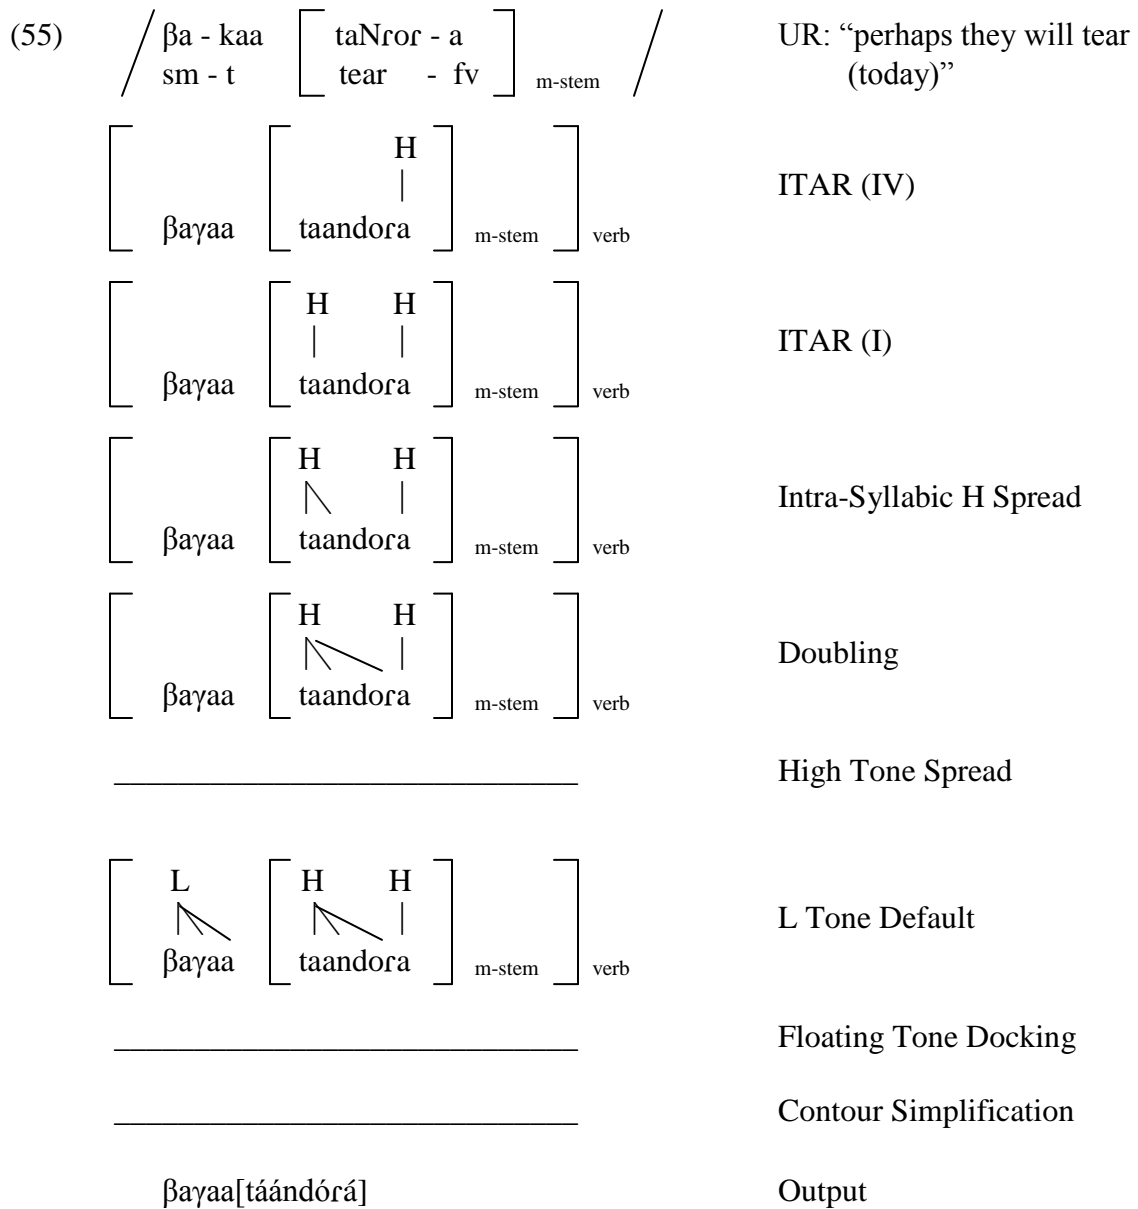 (55) / βa - kaa [ taNɾoɾ - a UR: “perhaps they will tear
sm - t tear - fv ] m-stem / (today)”
H
| ITAR (IV)
[ βaɣaa [ taandoɾa ] m-stem ] verb
H H
| | ITAR (I)
[ βaɣaa [ taandoɾa ] m-stem ] verb
H H
Intra-Syllabic H Spread
[ βaɣaa [ taandoɾa ] m-stem ] verb
H H
Doubling
[ βaɣaa [ taandoɾa ] m-stem ] verb
High Tone Spread
L H H
L Tone Default
[ βaɣaa [ taandoɾa ] m-stem ] verb
Floating Tone Docking
Contour Simplification
βaɣaa[táándóɾá] Output